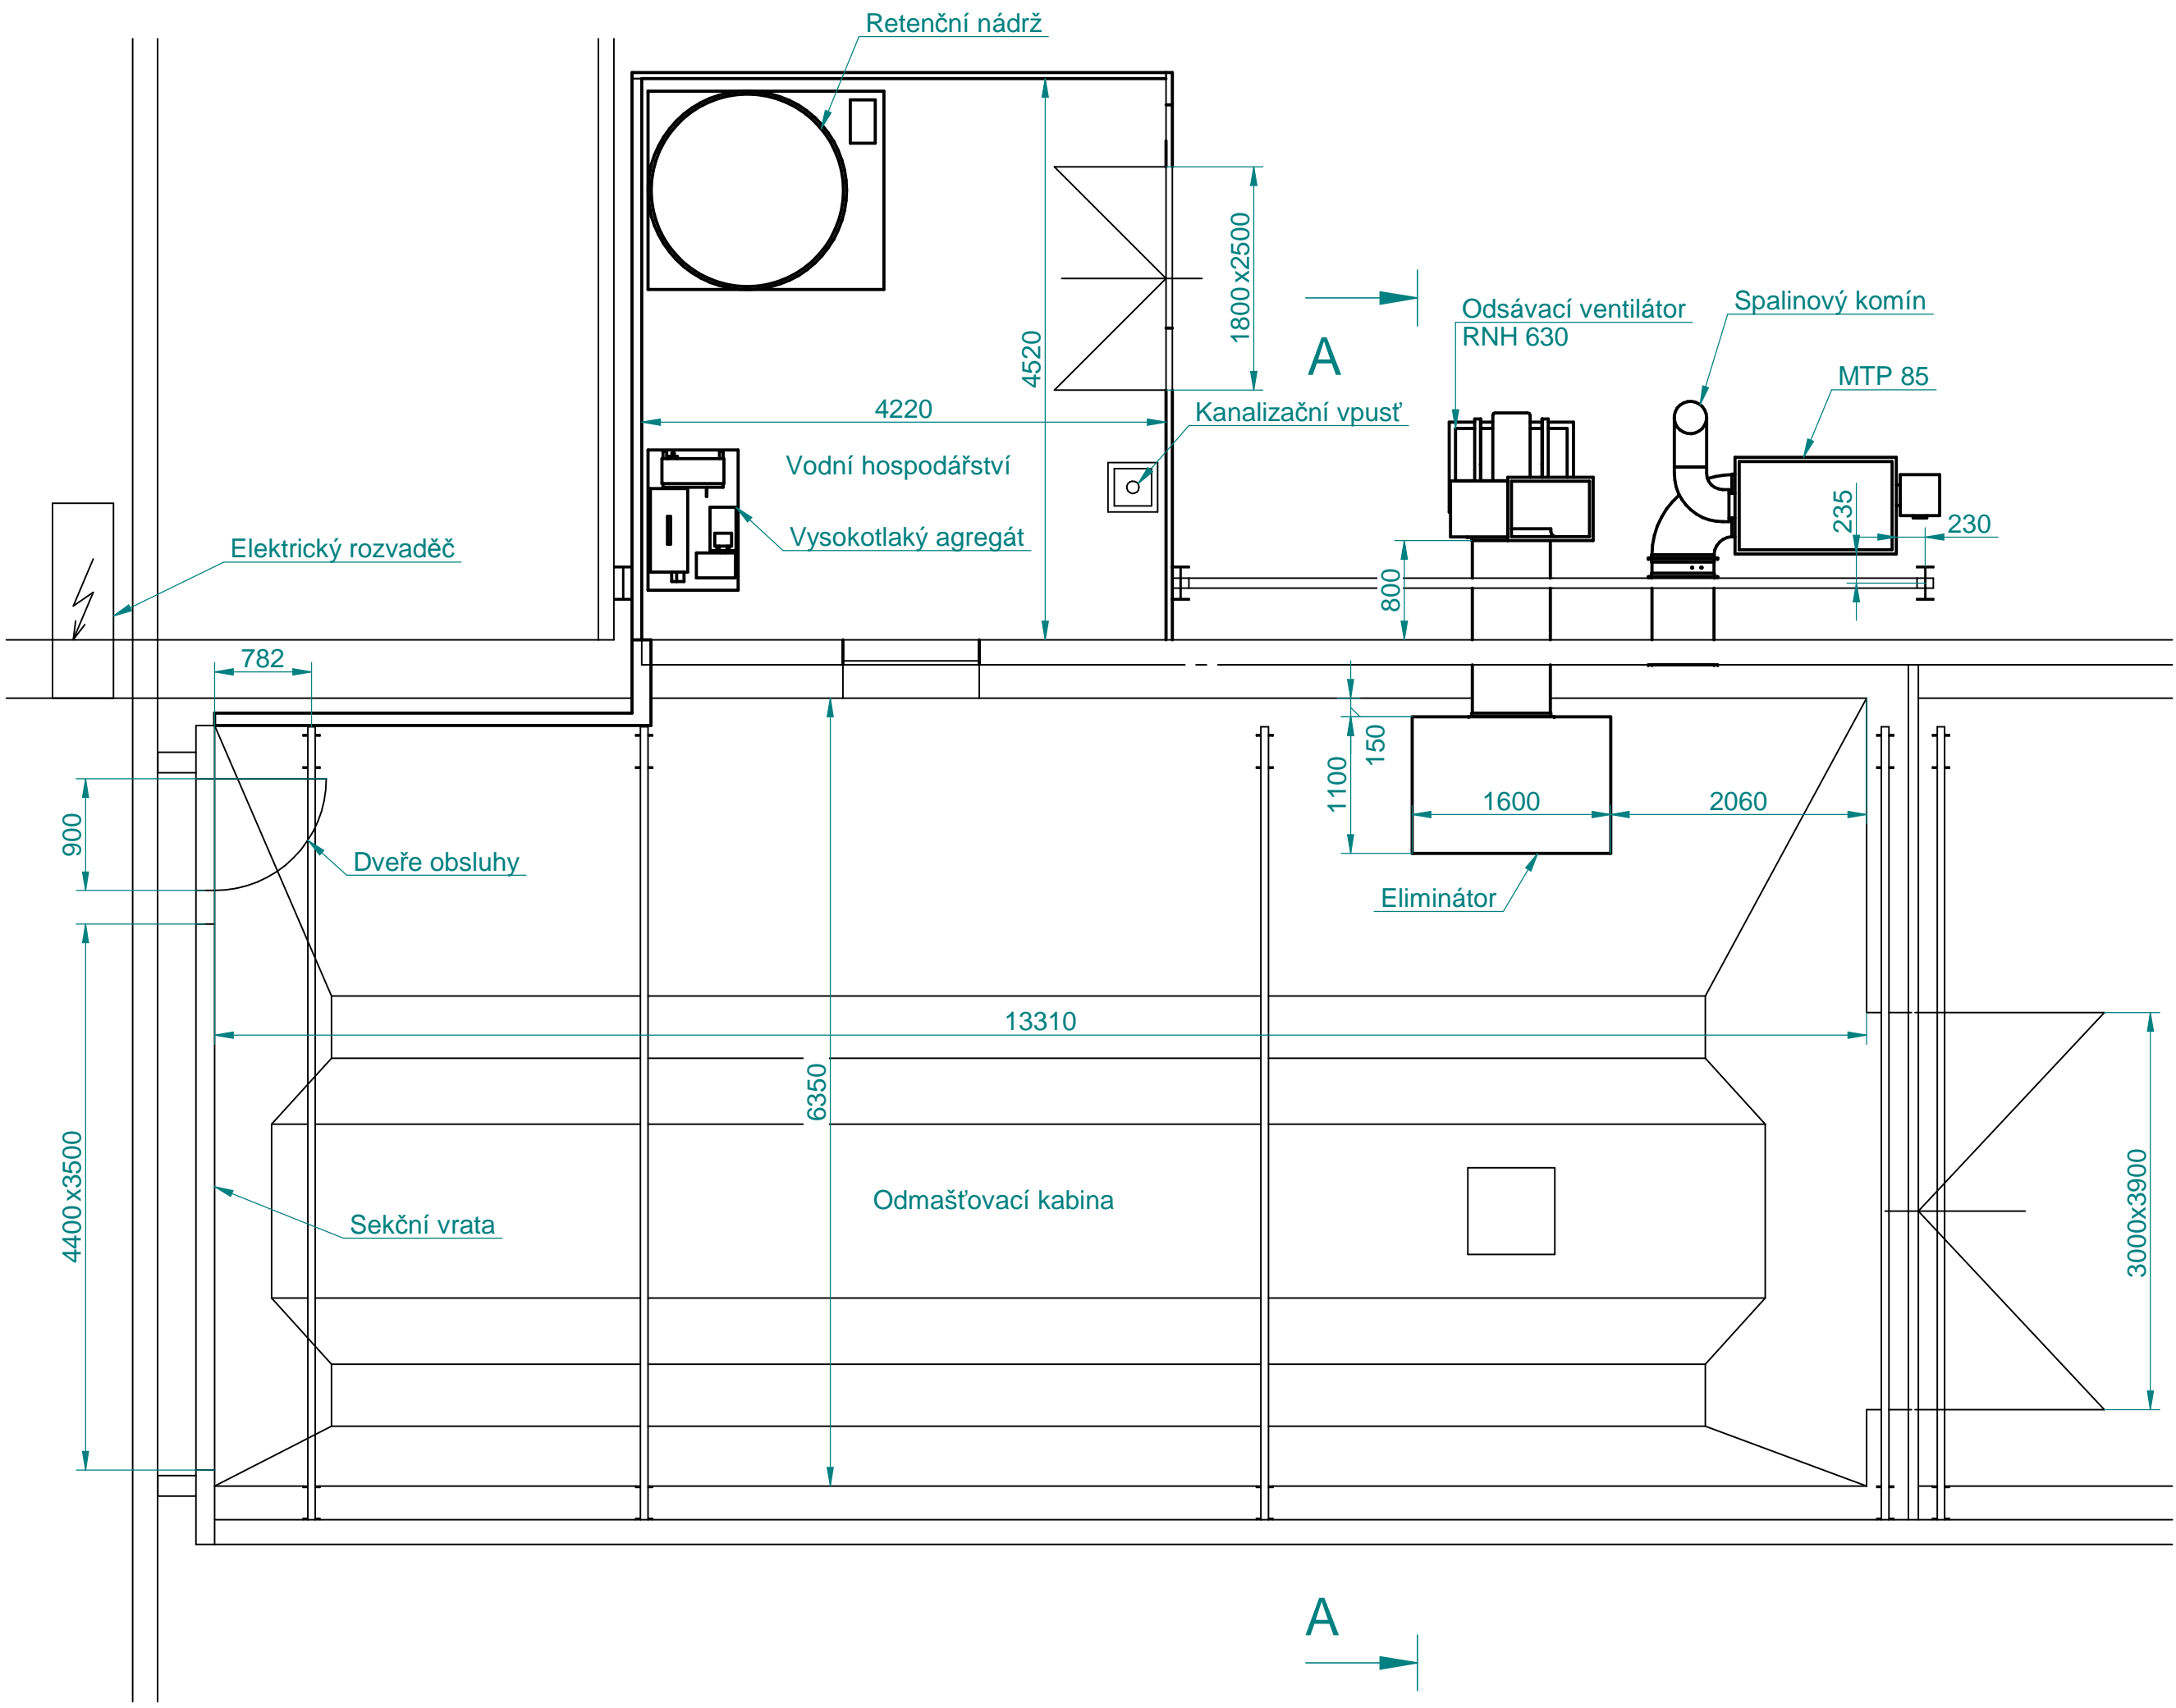 Retenční nádrž
1800x2500
Odsávací ventilátor
RNH 630
Spalinový komín
A
4520
MTP 85
4220
Kanalizační vpusť
Vodní hospodářství
235
230
Elektrický rozvaděč
Vysokotlaký agregát
800
782
150
1100
1600
2060
900
Dveře obsluhy
Eliminátor
13310
6350
4400x3500
Odmašťovací kabina
Sekční vrata
3000x3900
A